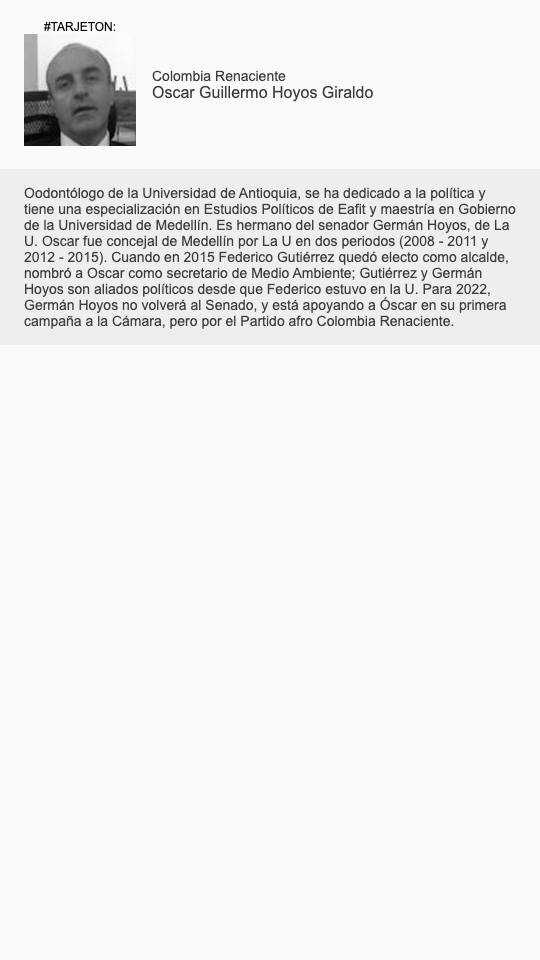 #TARJETON:
Colombia Renaciente
Oscar Guillermo Hoyos Giraldo
Oodontólogo de la Universidad de Antioquia, se ha dedicado a la política y
tiene una especialización en Estudios Políticos de Eafit y maestría en Gobierno
de la Universidad de Medellín. Es hermano del senador Germán Hoyos, de La
U. Oscar fue concejal de Medellín por La U en dos periodos (2008 - 2011 y
2012 - 2015). Cuando en 2015 Federico Gutiérrez quedó electo como alcalde,
nombró a Oscar como secretario de Medio Ambiente; Gutiérrez y Germán
Hoyos son aliados políticos desde que Federico estuvo en la U. Para 2022,
Germán Hoyos no volverá al Senado, y está apoyando a Óscar en su primera
campaña a la Cámara, pero por el Partido afro Colombia Renaciente.